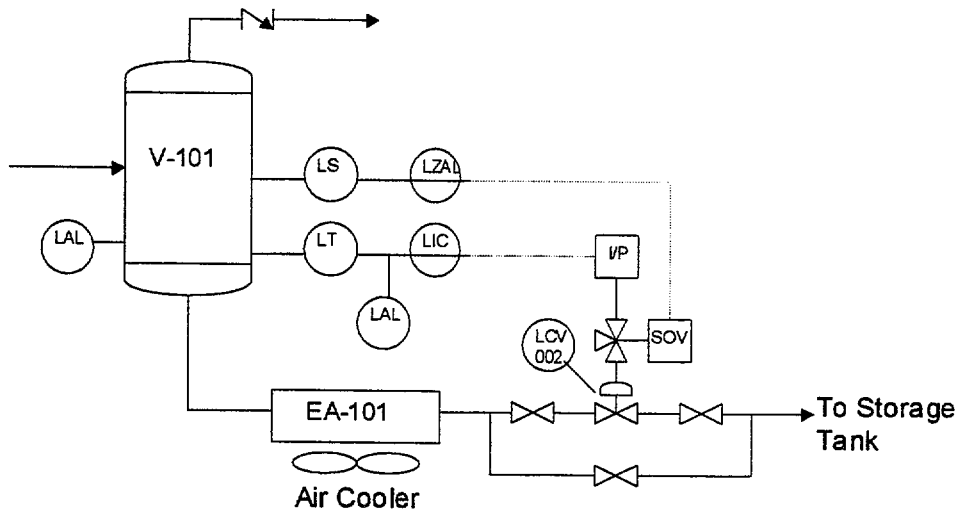 V-101
LS
LZAL
LAL
LT
LIC
I/P
LAL
LCV
002
SOV
EA-101
To Storage
Tank
Air Cooler